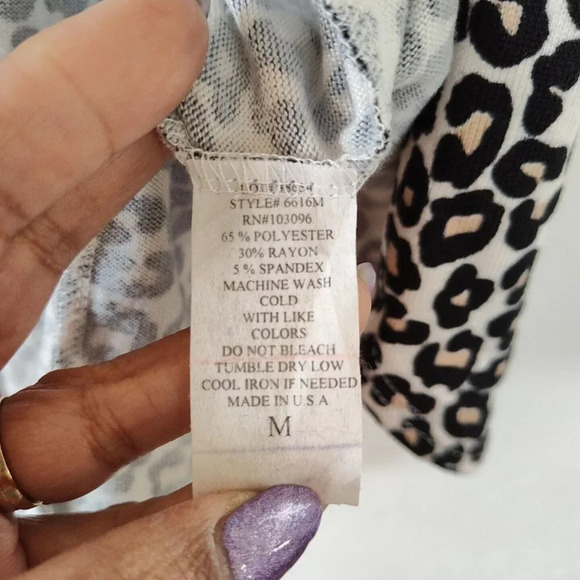 STYLE# 6616M
RN#103096
65 % POLYESTER
30% RAYON
5 % SPANDEX
MACHINE WASH
COLD
WITH LIKE
COLORS
DO NOT BLEACH
TUMBLE DRY LOW
COOL IRON IF NEEDED
MADE IN U.S.A
M